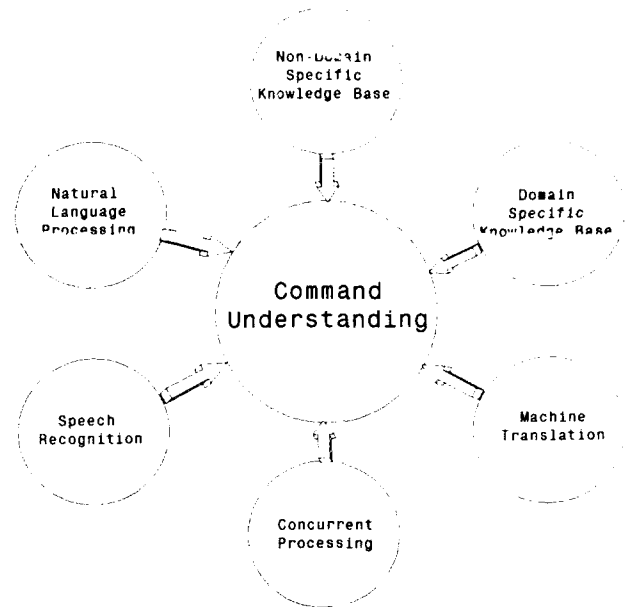 Non-Domain
Specific
Knowledge Base
Natural
Language
Processing
Domain
Specific
Knowledge Base
Command
Understanding
Speech
Recognition
Machine
Translation
Concurrent
Processing